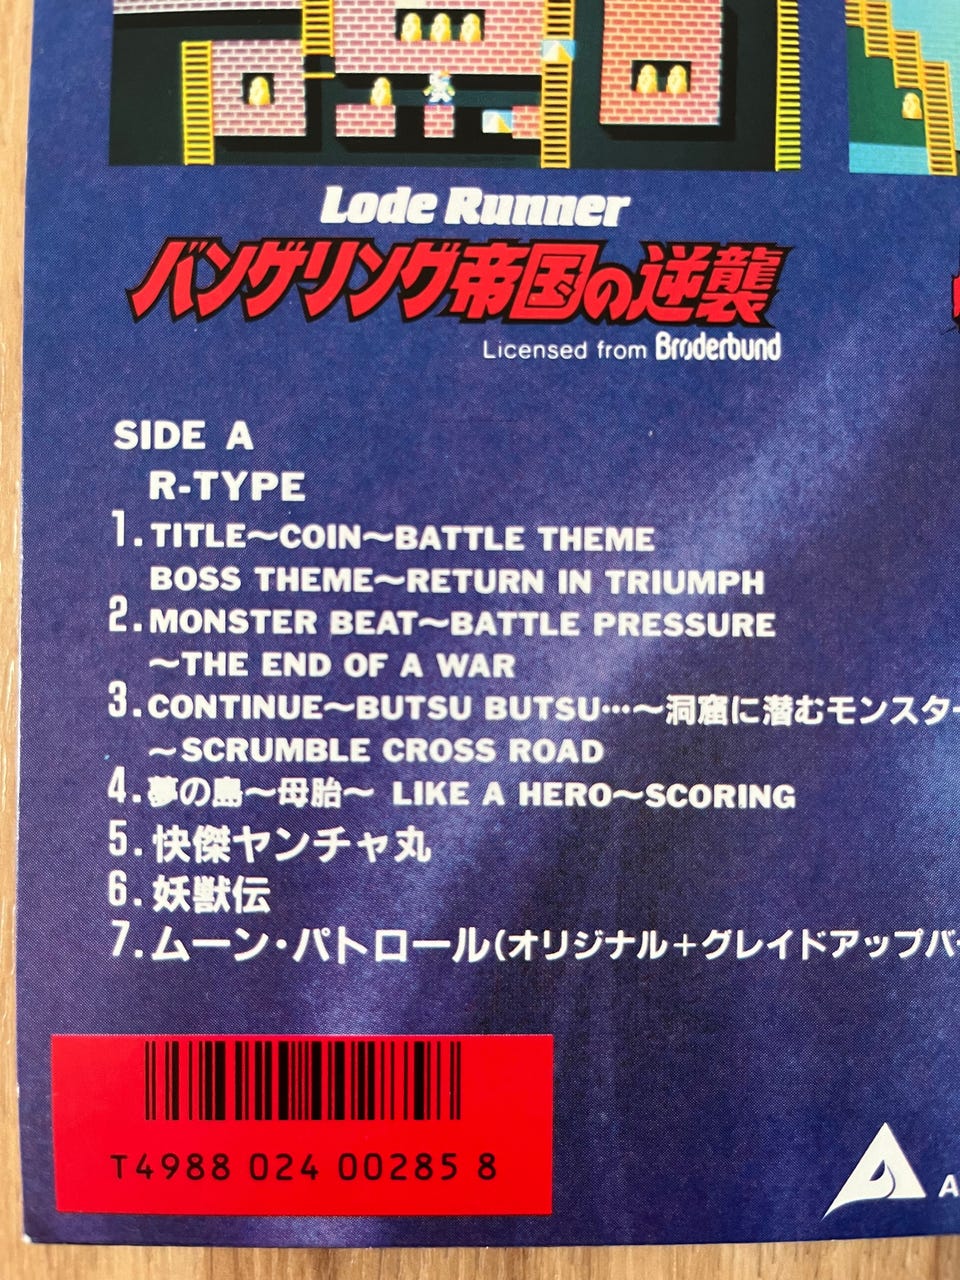 Lode Runner
バンゲリング帝国の逆襲
Licensed from Brøderbund
SIDE A
R-TYPE
1. TITLE〜COIN〜BATTLE THEME
BOSS THEME〜RETURN IN TRIUMPH
2. MONSTER BEAT〜BATTLE PRESSURE
〜THE END OF A WAR
3. CONTINUE〜BUTSU BUTSU…〜洞窟に潜むモンスター
〜SCRUMBLE CROSS ROAD
4. 夢の島〜母胎〜 LIKE A HERO〜SCORING
5. 快傑ヤンチャ丸
6. 妖獣伝
7. ムーン・パトロール(オリジナル+グレイドアップバー
T4988 024 00285 8
A